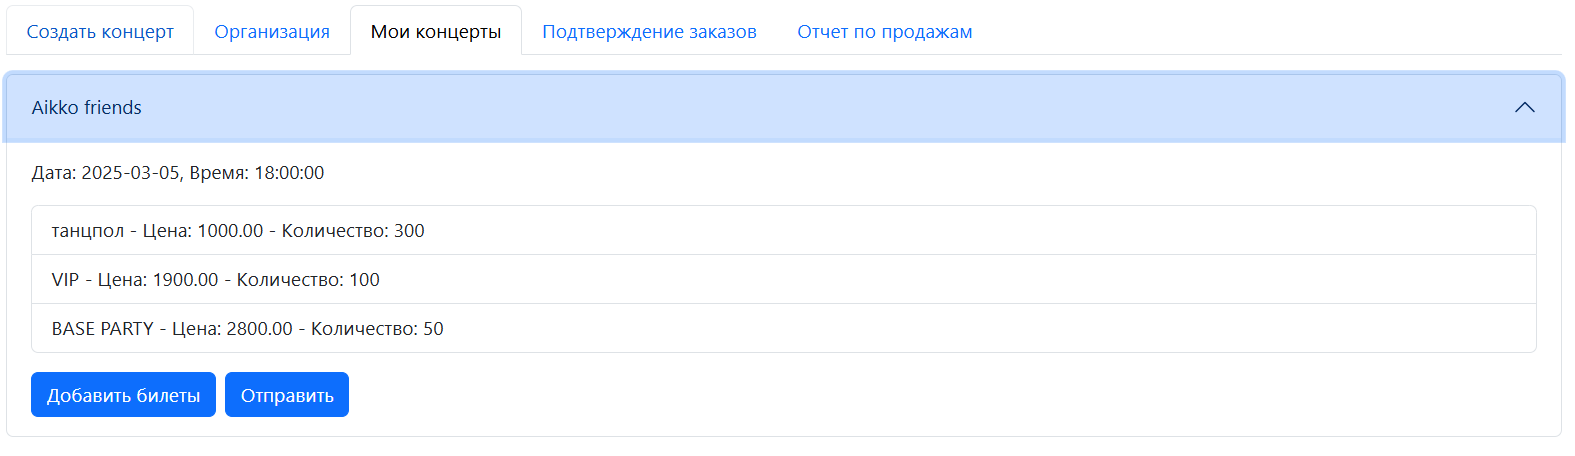 Создать концерт Организация Мои концерты Подтверждение заказов Отчет по продажам
Aikko friends
Дата: 2025-03-05, Время: 18:00:00
танцпол - Цена: 1000.00 - Количество: 300
VIP - Цена: 1900.00 - Количество: 100
BASE PARTY - Цена: 2800.00 - Количество: 50
Добавить билеты Отправить